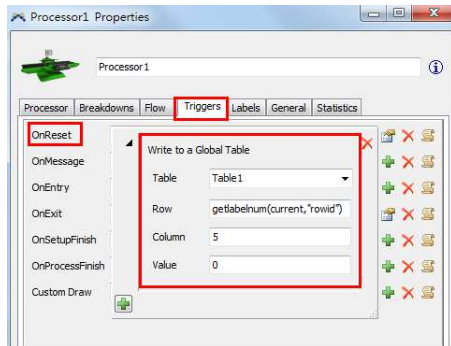 Processor1 Properties
Processor1
Processor Breakdowns Flow Triggers Labels General Statistics
OnReset
OnMessage
OnEntry
OnExit
OnSetupFinish
OnProcessFinish
Custom Draw
Write to a Global Table
Table Table1
Row getlabelnum(current,"rowid")
Column 5
Value 0